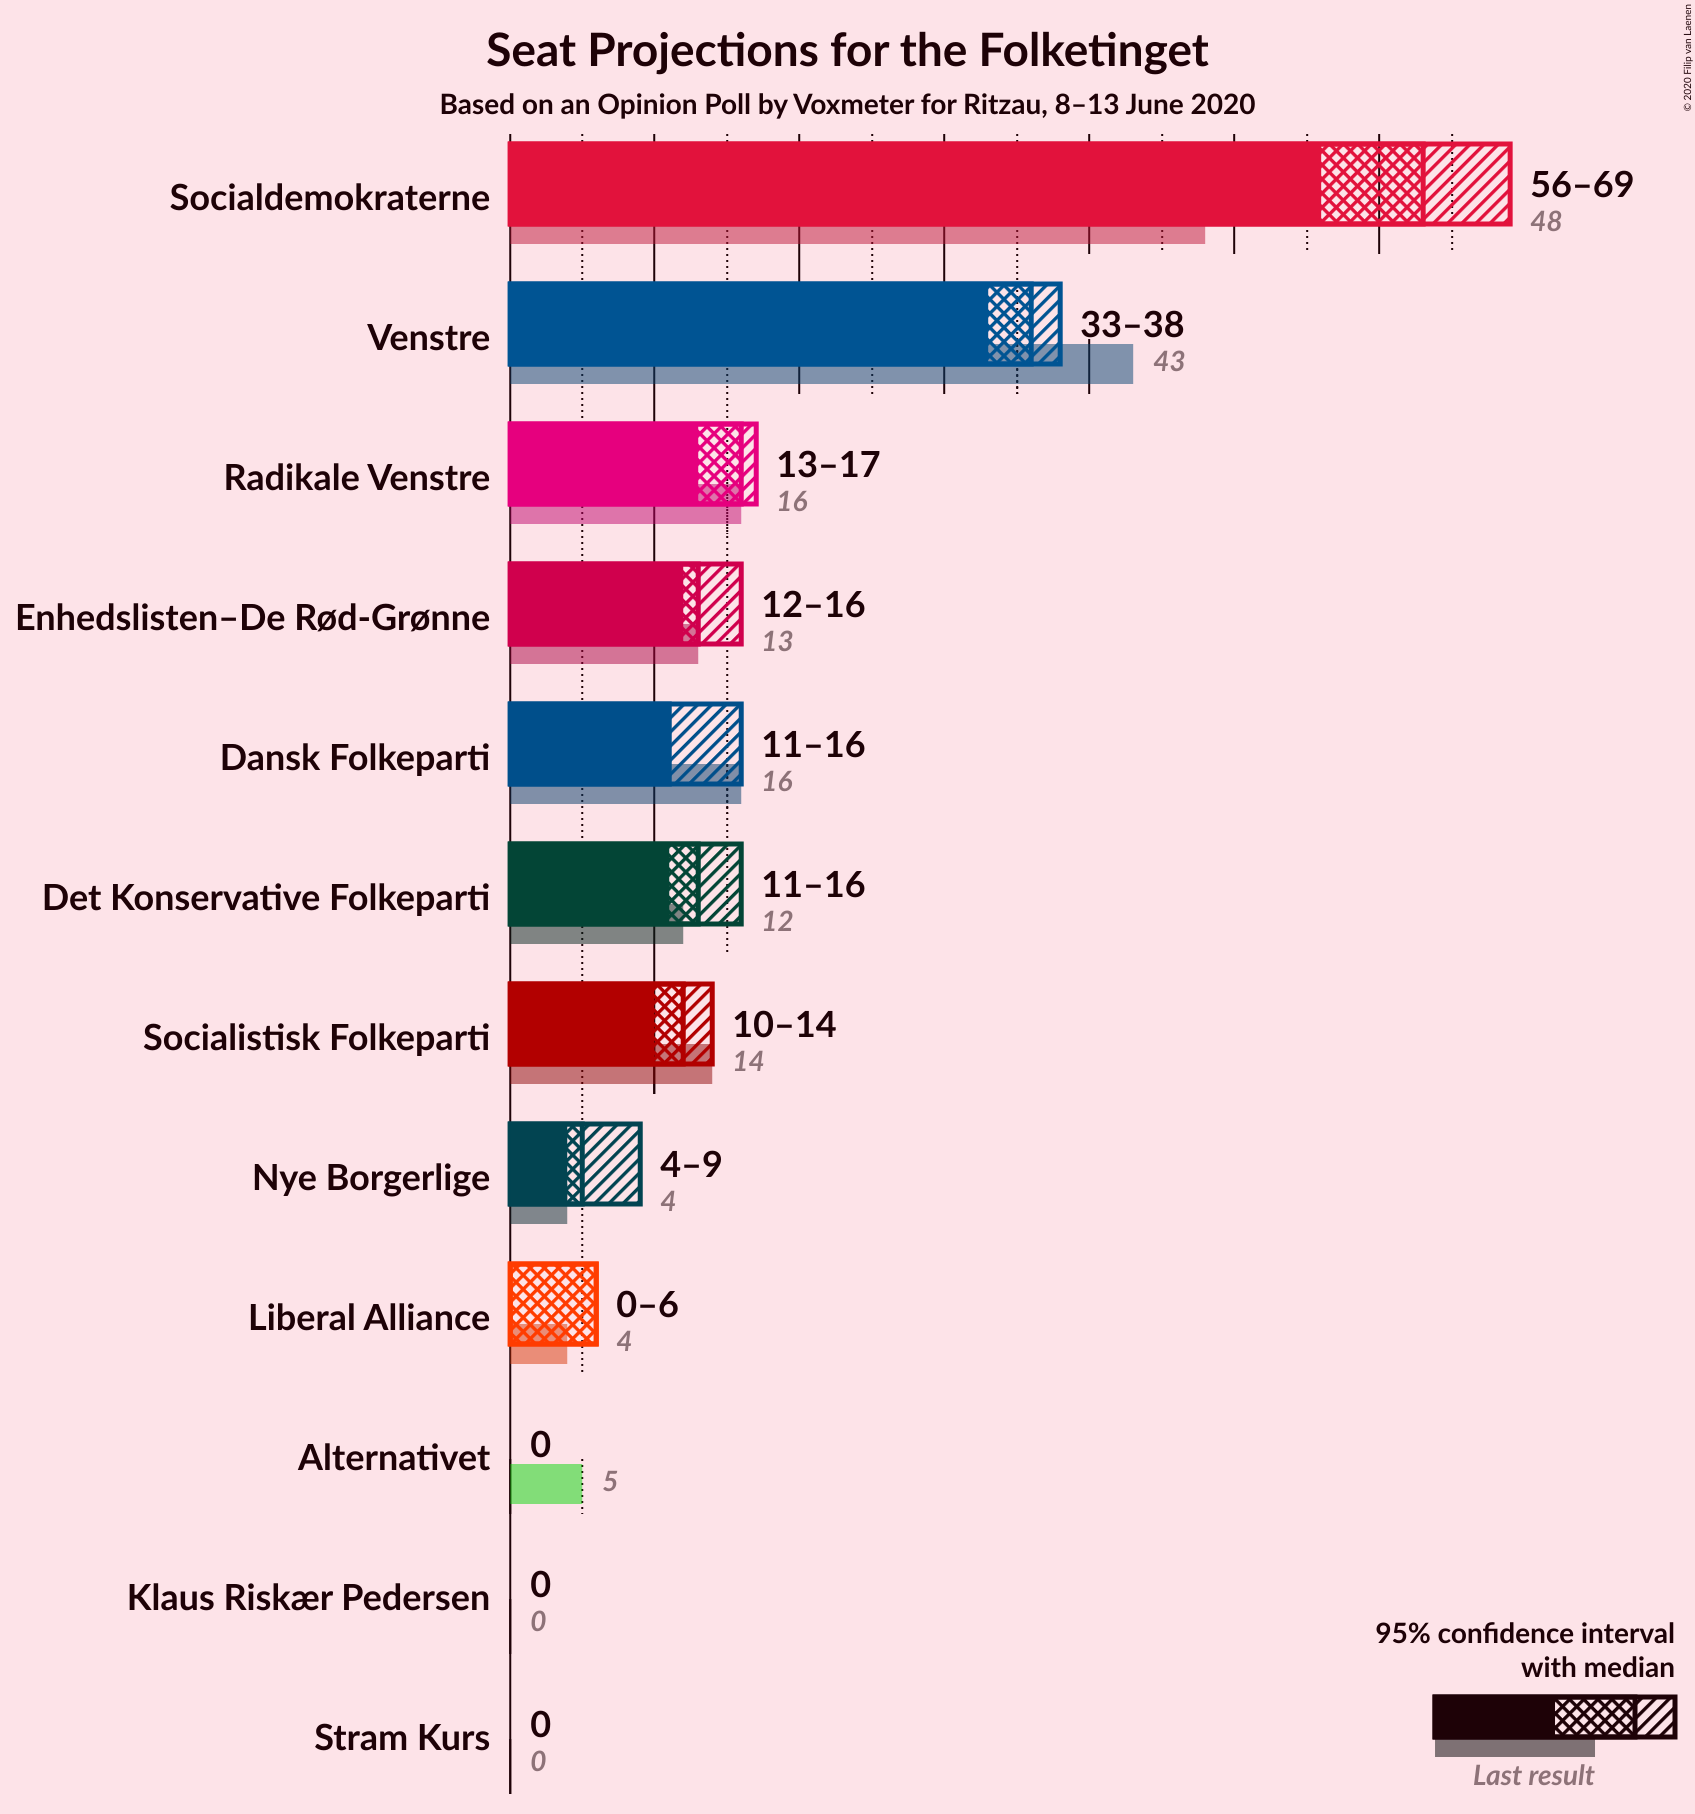 Seat Projections for the Folketinget
Based on an Opinion Poll by Voxmeter for Ritzau, 8–13 June 2020
© 2020 Filip van Laenen
Socialdemokraterne
56–69
48
Venstre
33–38
43
Radikale Venstre
13–17
16
Enhedslisten–De Rød-Grønne
12–16
13
Dansk Folkeparti
11–16
16
Det Konservative Folkeparti
11–16
12
Socialistisk Folkeparti
10–14
14
Nye Borgerlige
4–9
4
Liberal Alliance
0–6
4
Alternativet
0
5
Klaus Riskær Pedersen
0
0
Stram Kurs
0
0
95% confidence interval
with median
Last result